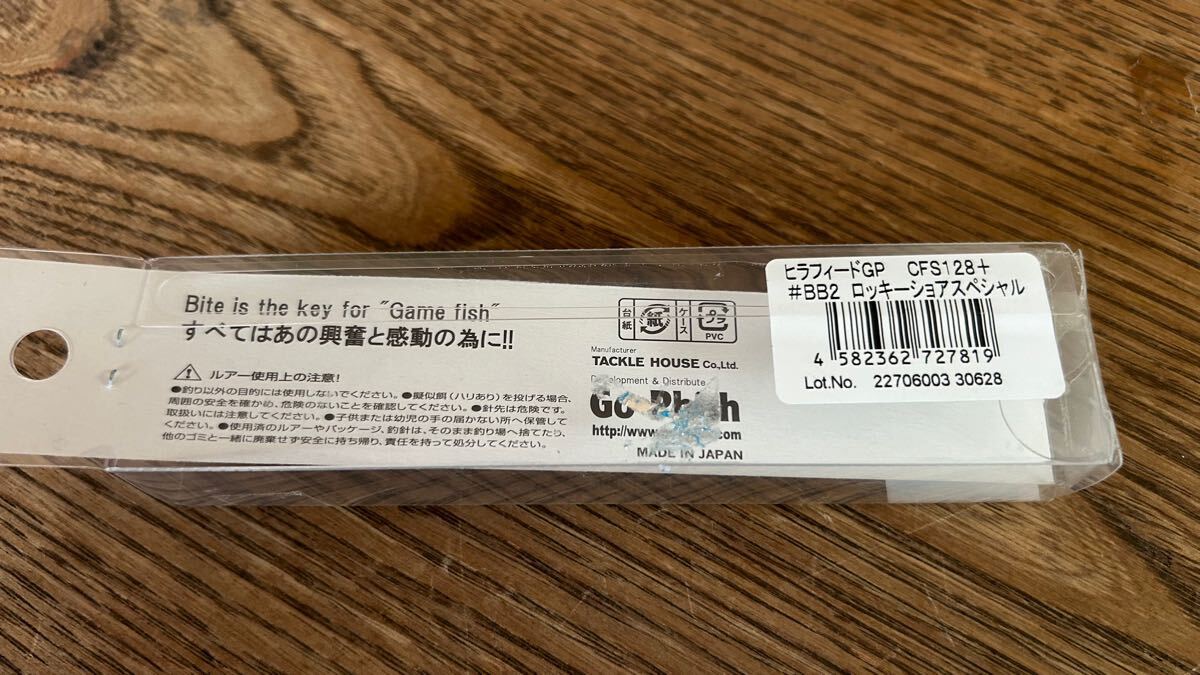 Bite is the key for "Game fish"
すべてはあの興奮と感動の為に!!
ルアー使用上の注意!
●釣り以外の目的には使用しないでください。●擬似餌(ハリあり)を投げる場合、
周囲の安全を確かめ、危険のないことを確認してください。●針先は危険です。
取扱いには注意してください。●子供または幼児の手の届かない所へ保管して
ください。●使用済のルアーやパッケージ、釣針は、そのまま釣り場へ捨てたり、
他のゴミと一緒に廃棄せず安全に持ち帰り、責任を持って処分してください。
台紙
紙
ケース
プラ
PVC
Manufacturer
TACKLE HOUSE Co.,Ltd.
Development & Distribute
Go-Phish
http://www. .com
MADE IN JAPAN
ヒラフィードGP CFS128+
#BB2 ロッキーショアスペシャル
4 582362 727819
Lot.No. 22706003 30628